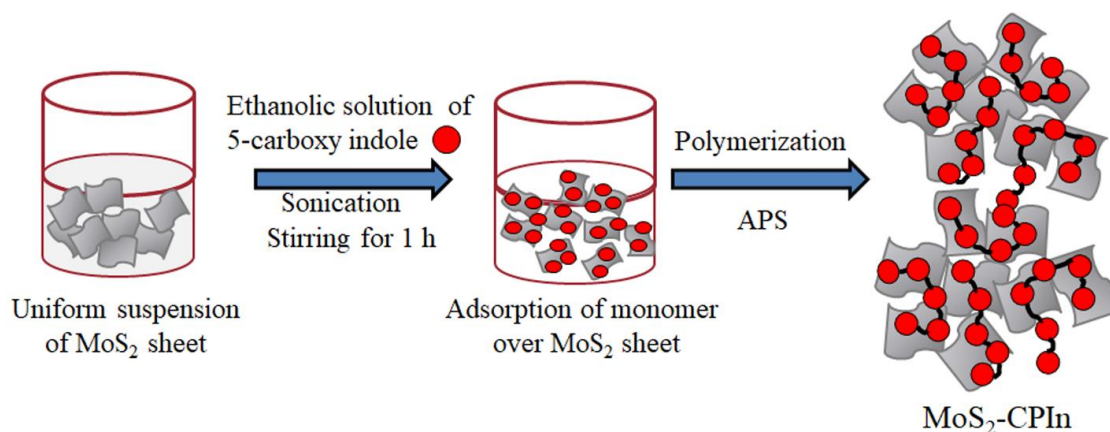 Ethanolic solution of
5-carboxy indole
Sonication
Stirring for 1 h
Polymerization
APS
Uniform suspension
of MoS₂ sheet
Adsorption of monomer
over MoS₂ sheet
MoS₂-CPIn